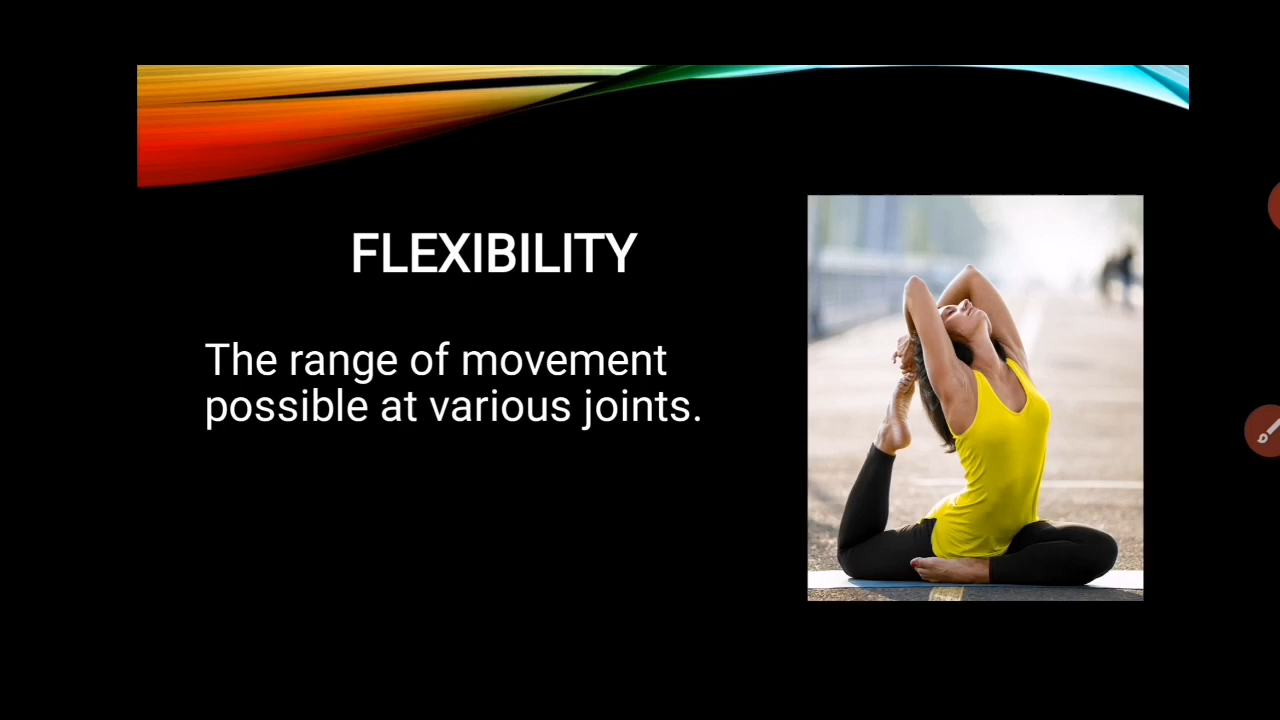 FLEXIBILITY
The range of movement
possible at various joints.